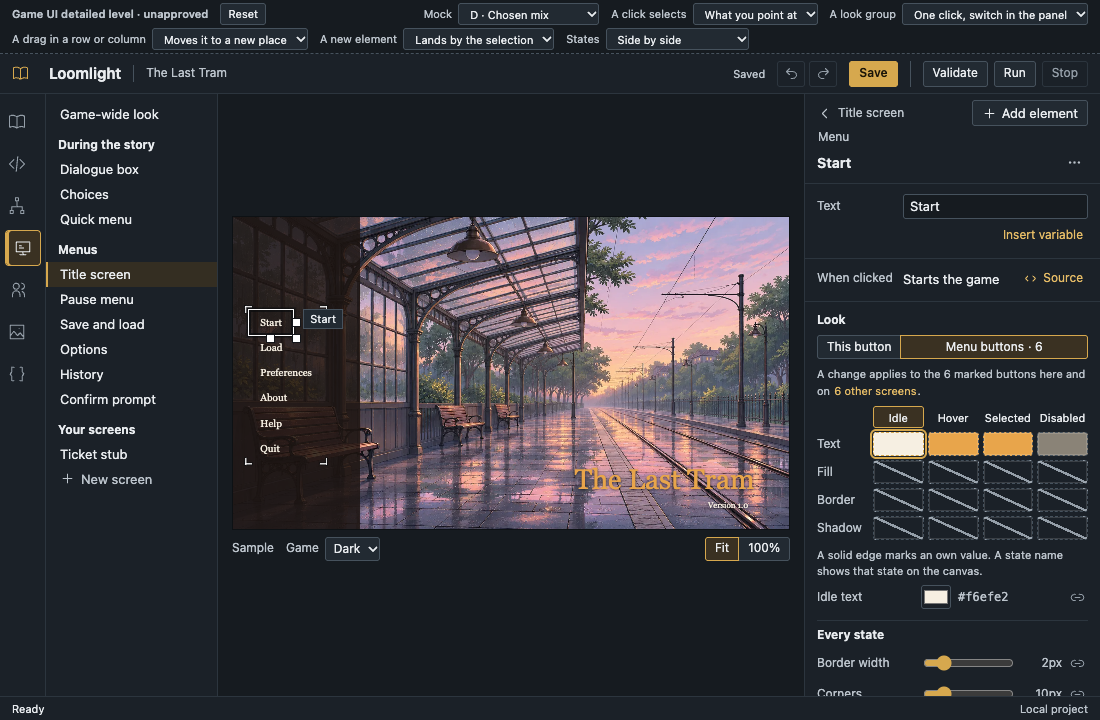 Game UI detailed level · unapproved
Reset
Mock
D · Chosen mix
A click selects
What you point at
A look group
One click, switch in the panel
A drag in a row or column
Moves it to a new place
A new element
Lands by the selection
States
Side by side
Loomlight
The Last Tram
Saved
Save
Validate
Run
Stop
Game-wide look
During the story
Dialogue box
Choices
Quick menu
Menus
Title screen
Pause menu
Save and load
Options
History
Confirm prompt
Your screens
Ticket stub
+ New screen
Start
Start
Load
Preferences
About
Help
Quit
The Last Tram
Version 1.0
Sample
Game
Dark
Fit
100%
Title screen
+ Add element
Menu
Start
···
Text
Start
Insert variable
When clicked
Starts the game
Source
Look
This button
Menu buttons · 6
A change applies to the 6 marked buttons here and
on 6 other screens.
Idle
Hover
Selected
Disabled
Text
Fill
Border
Shadow
A solid edge marks an own value. A state name
shows that state on the canvas.
Idle text
#f6efe2
Every state
Border width
2px
Corners
10px
Ready
Local project